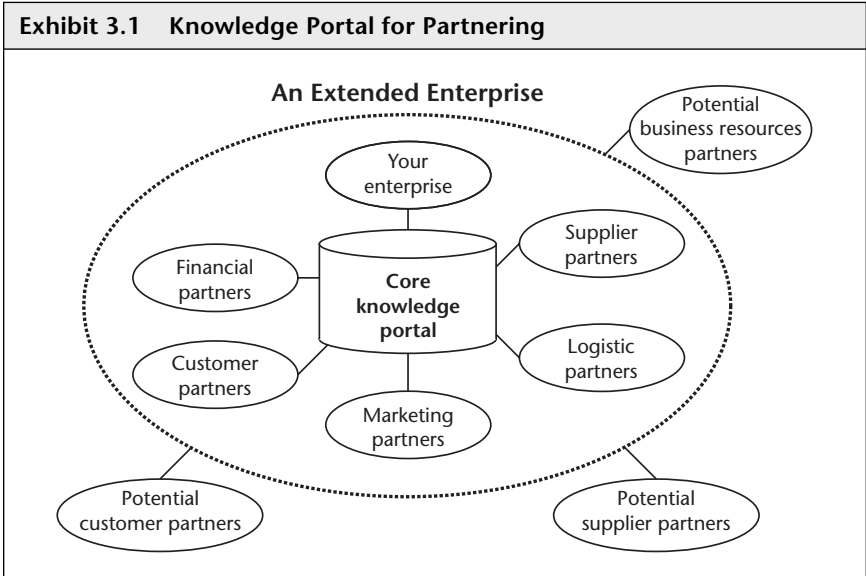 Exhibit 3.1 Knowledge Portal for Partnering
An Extended Enterprise
Potential
business resources
partners
Your
enterprise
Supplier
partners
Financial
partners
Core
knowledge
portal
Logistic
partners
Customer
partners
Marketing
partners
Potential
customer partners
Potential
supplier partners